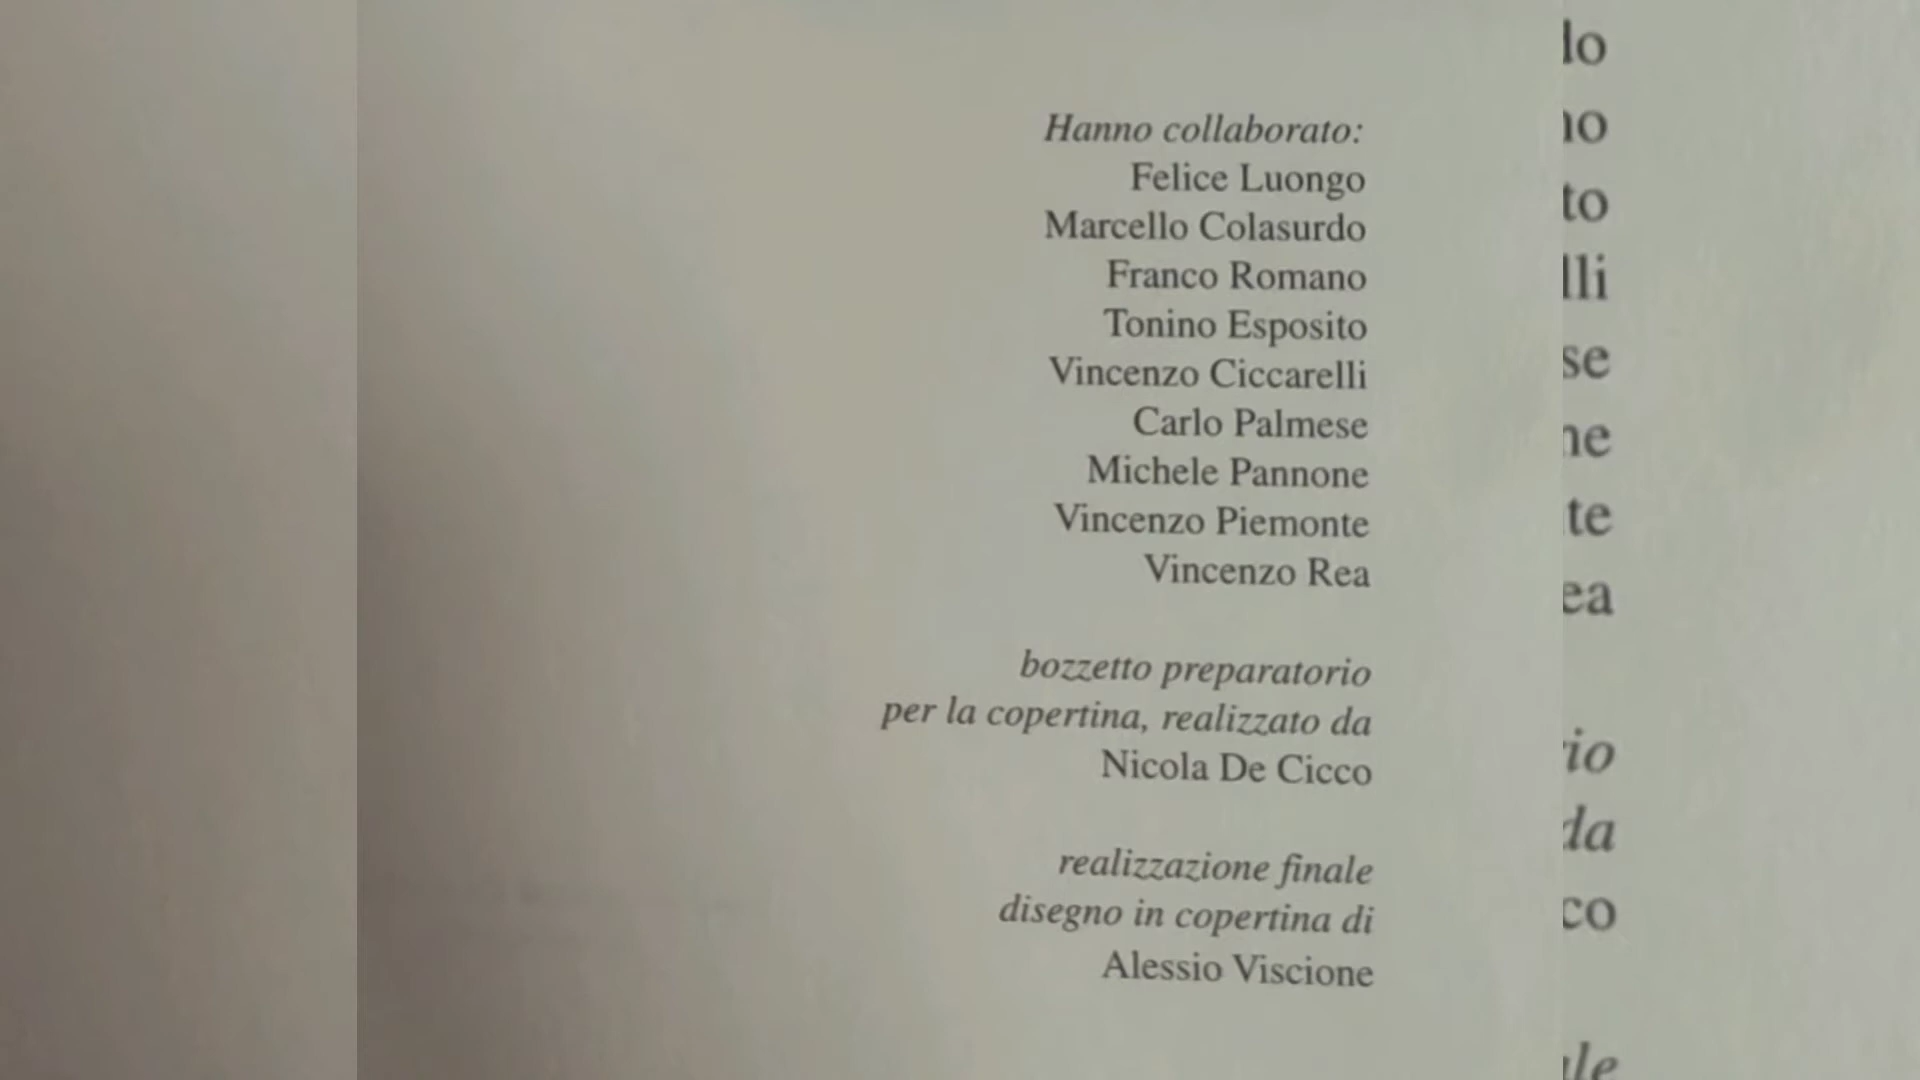 Hanno collaborato:
Felice Luongo
Marcello Colasurdo
Franco Romano
Tonino Esposito
Vincenzo Ciccarelli
Carlo Palmese
Michele Pannone
Vincenzo Piemonte
Vincenzo Rea
bozzetto preparatorio
per la copertina, realizzato da
Nicola De Cicco
realizzazione finale
disegno in copertina di
Alessio Viscione